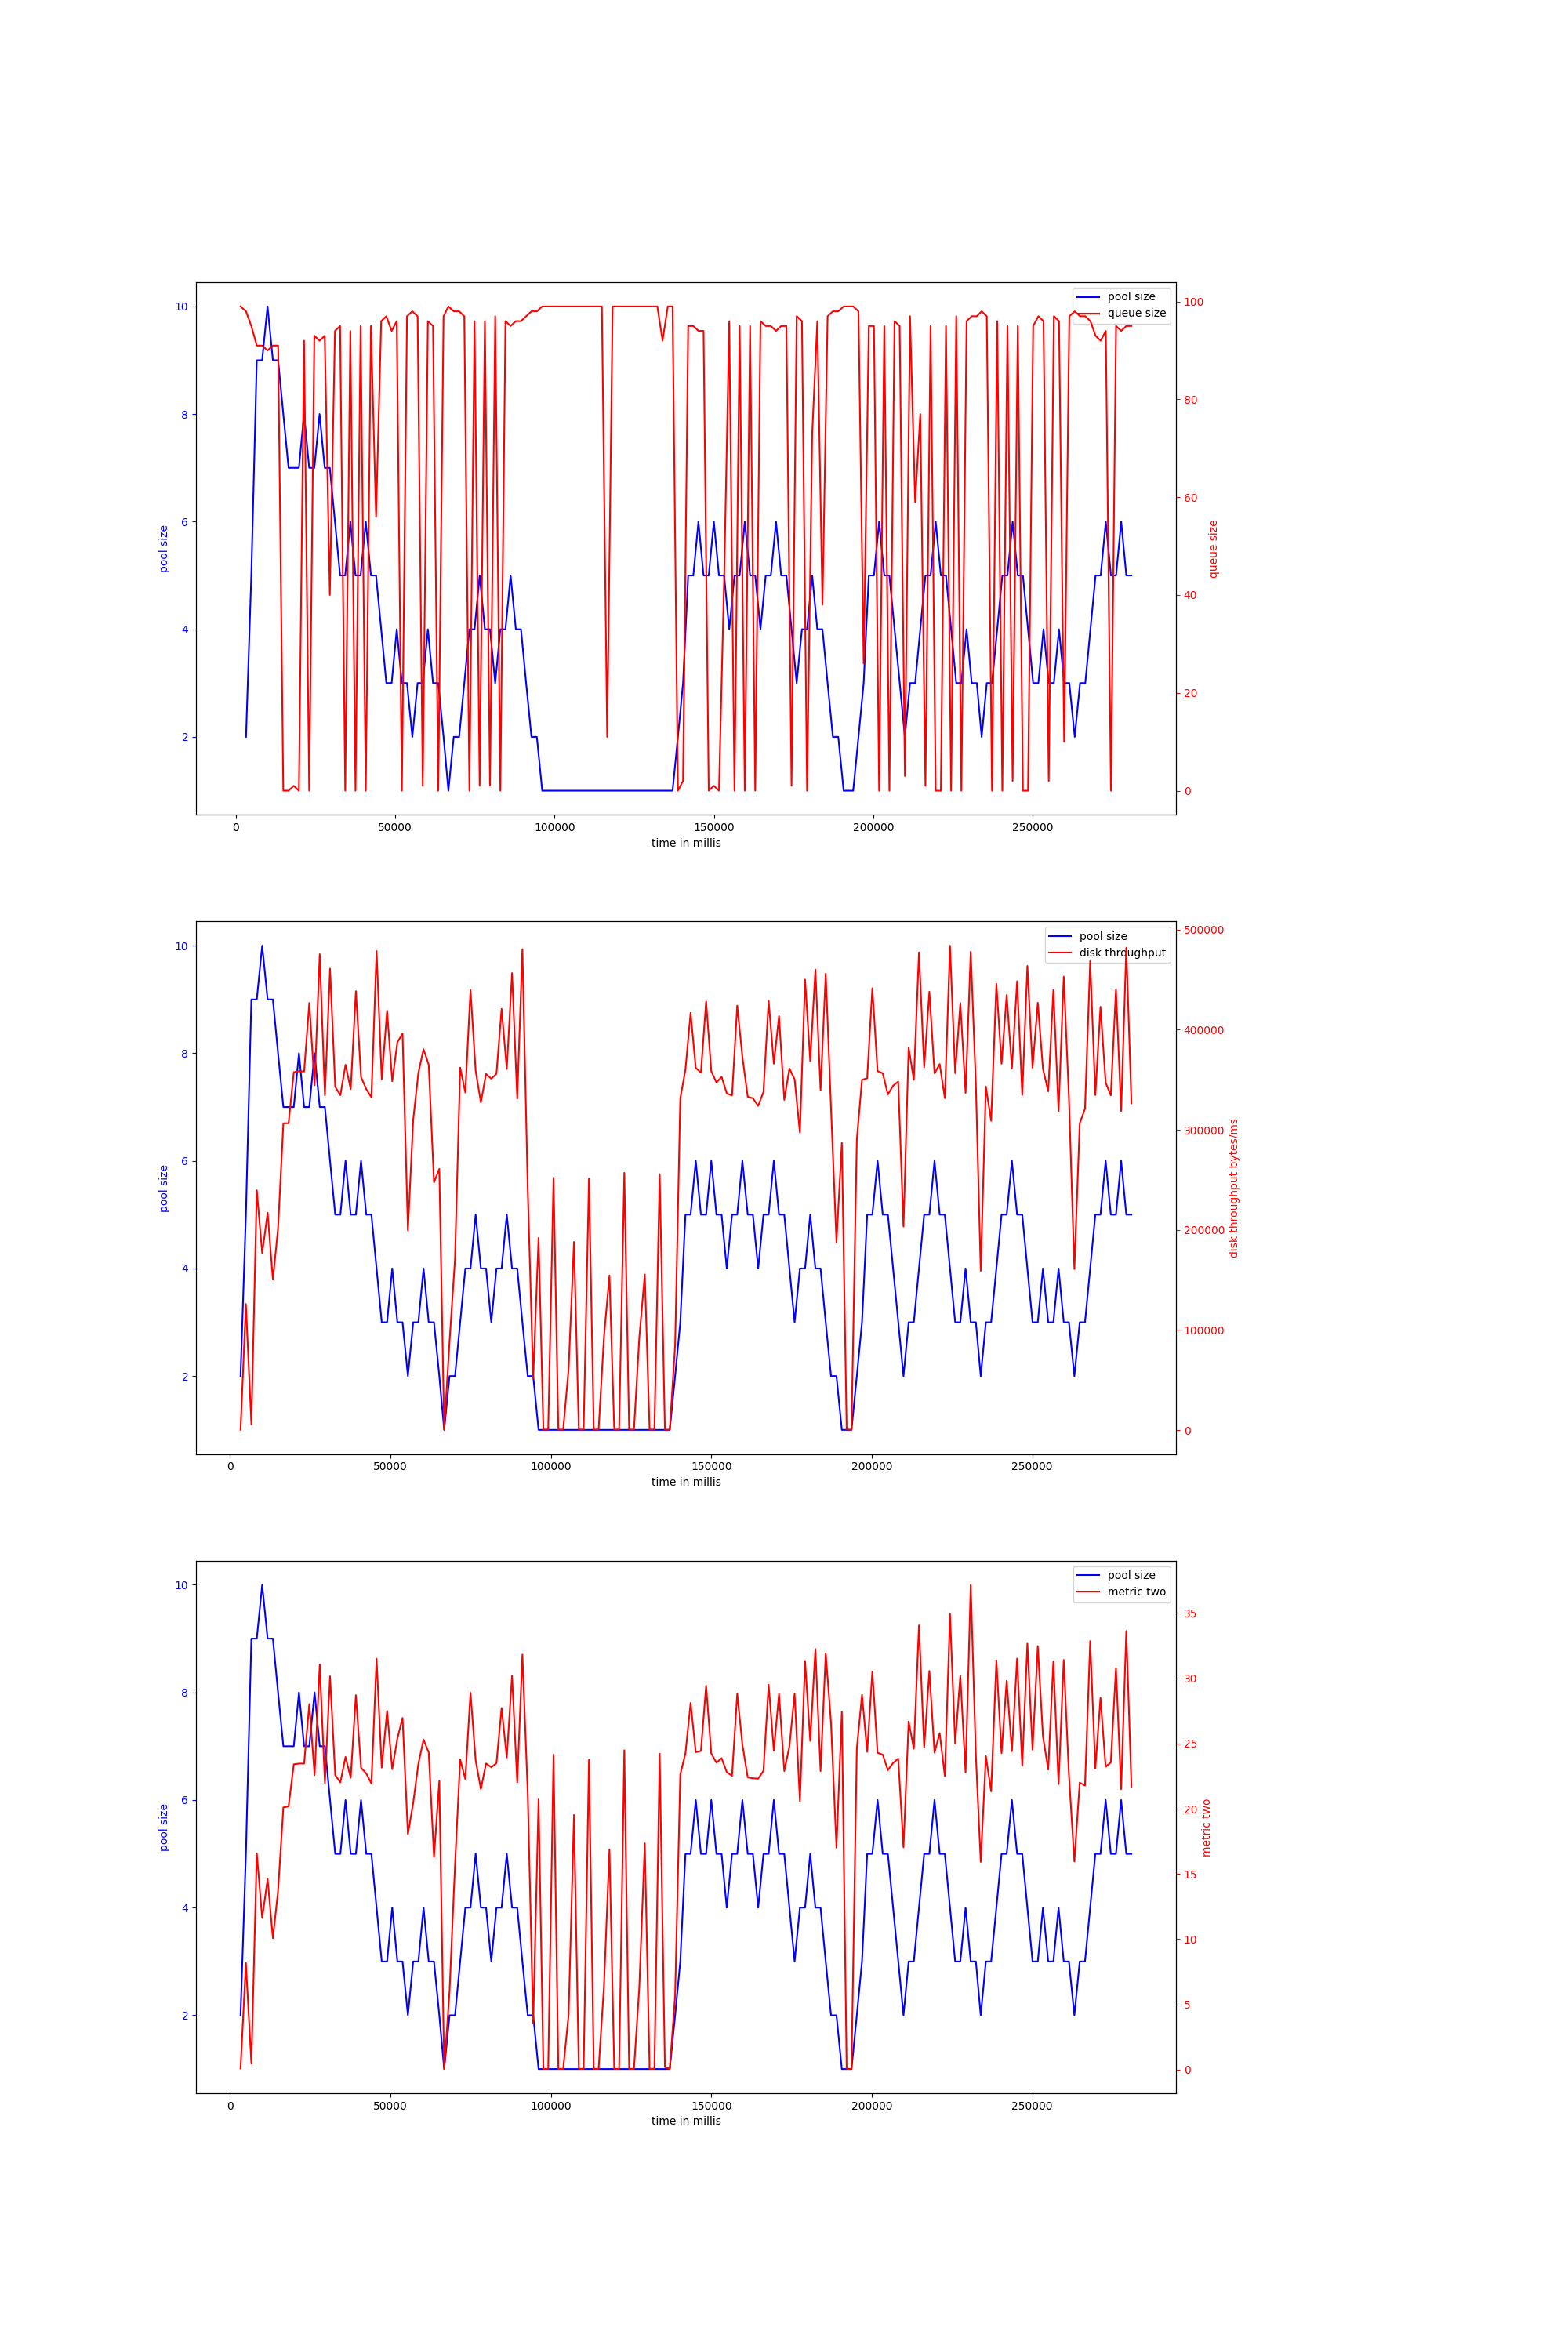 pool size
queue size
10
8
6
4
2
pool size
100
80
60
40
20
0
queue size
0 50000 100000 150000 200000 250000
time in millis
pool size
disk throughput
10
8
6
4
2
pool size
500000
400000
300000
200000
100000
0
disk throughput bytes/ms
0 50000 100000 150000 200000 250000
time in millis
pool size
metric two
10
8
6
4
2
pool size
35
30
25
20
15
10
5
0
metric two
0 50000 100000 150000 200000 250000
time in millis